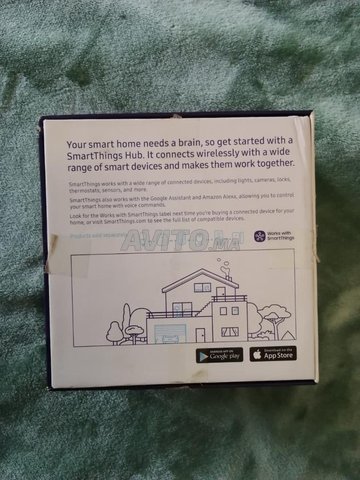 Your smart home needs a brain, so get started with a
SmartThings Hub. It connects wirelessly with a wide
range of smart devices and makes them work together.
SmartThings works with a wide range of connected devices, including lights, cameras, locks,
thermostats, sensors, and more.
SmartThings also works with the Google Assistant and Amazon Alexa, allowing you to control
your smart home with voice commands.
Look for the Works with SmartThings label next time you're buying a connected device for your
home, or visit SmartThings.com to see the full list of compatible devices.
Products sold separately
AVITO.MA
Works with
SmartThings
ANDROID APP ON
Google play
Download on the
App Store